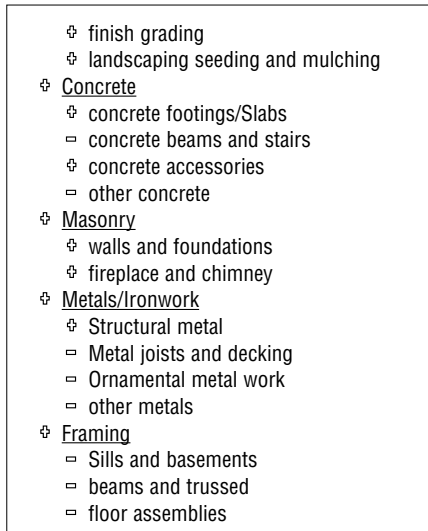 finish grading
landscaping seeding and mulching
Concrete
concrete footings/Slabs
concrete beams and stairs
concrete accessories
other concrete
Masonry
walls and foundations
fireplace and chimney
Metals/Ironwork
Structural metal
Metal joists and decking
Ornamental metal work
other metals
Framing
Sills and basements
beams and trussed
floor assemblies